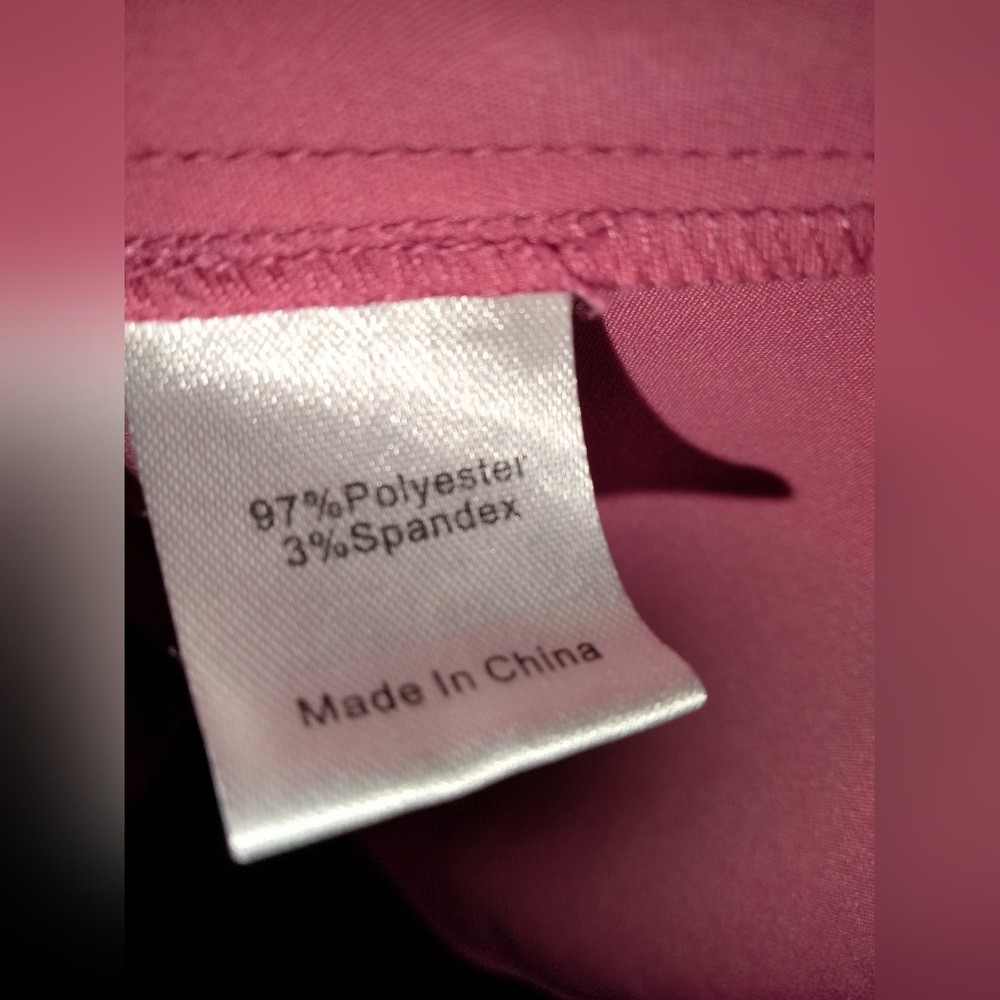 97%Polyester
3%Spandex
Made In China